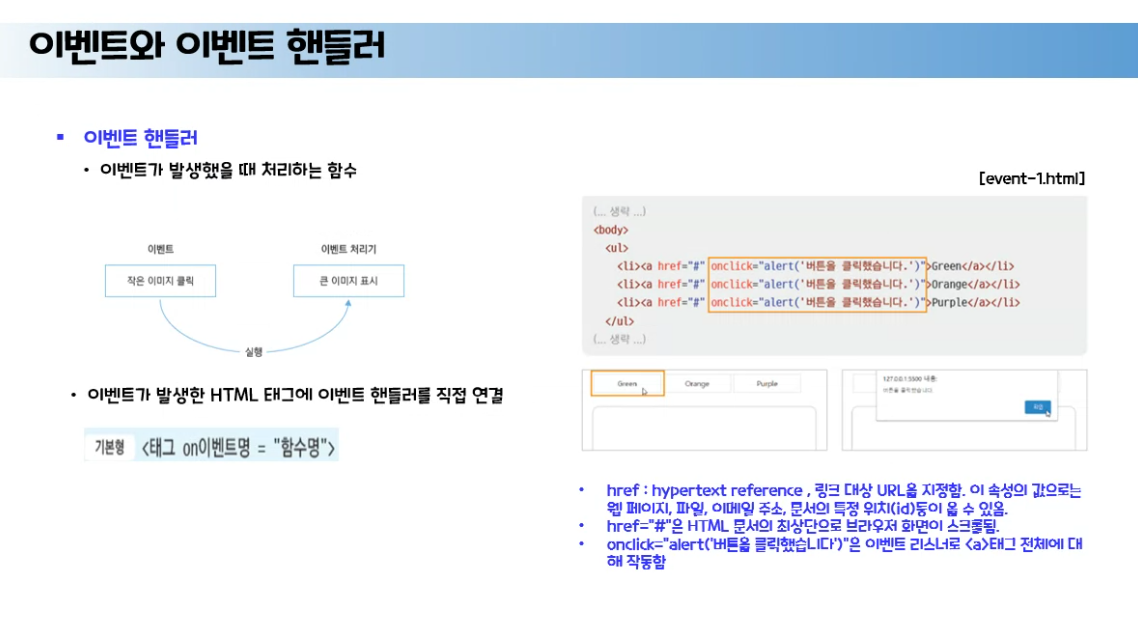 이벤트와 이벤트 핸들러
▪ 이벤트 핸들러
• 이벤트가 발생했을 때 처리하는 함수
이벤트
이벤트 처리기
작은 이미지 클릭
큰 이미지 표시
실행
• 이벤트가 발생한 HTML 태그에 이벤트 핸들러를 직접 연결
기본형 <태그 on이벤트명 = "함수명">
[event-1.html]
(... 생략 ...)
<body>
<ul>
<li><a href="#" onclick="alert('버튼을 클릭했습니다.')">Green</a></li>
<li><a href="#" onclick="alert('버튼을 클릭했습니다.')">Orange</a></li>
<li><a href="#" onclick="alert('버튼을 클릭했습니다.')">Purple</a></li>
</ul>
(... 생략 ...)
Green Orange Purple
127.0.0.1:5500 내용:
버튼을 클릭했습니다.
확인
• href : hypertext reference , 링크 대상 URL을 지정함. 이 속성의 값으로는
웹 페이지, 파일, 이메일 주소, 문서의 특정 위치(id)등이 올 수 있음.
• href="#"은 HTML 문서의 최상단으로 브라우저 화면이 스크롤됨.
• onclick="alert('버튼을 클릭했습니다')"은 이벤트 리스너로 <a>태그 전체에 대
해 작동함